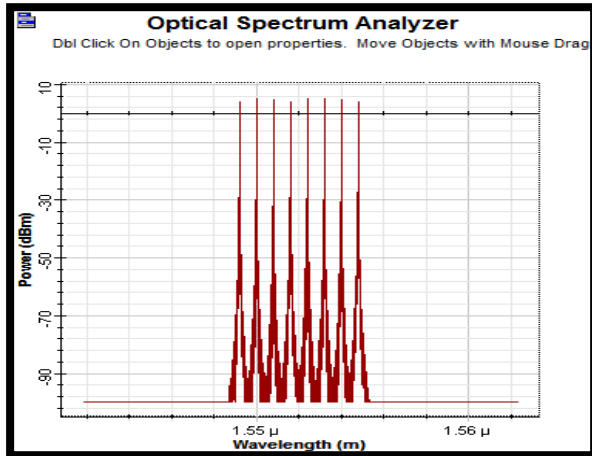 Optical Spectrum Analyzer
Dbl Click On Objects to open properties. Move Objects with Mouse Drag
Power (dBm)
10
-10
-30
-50
-70
-90
1.55 µ
1.56 µ
Wavelength (m)